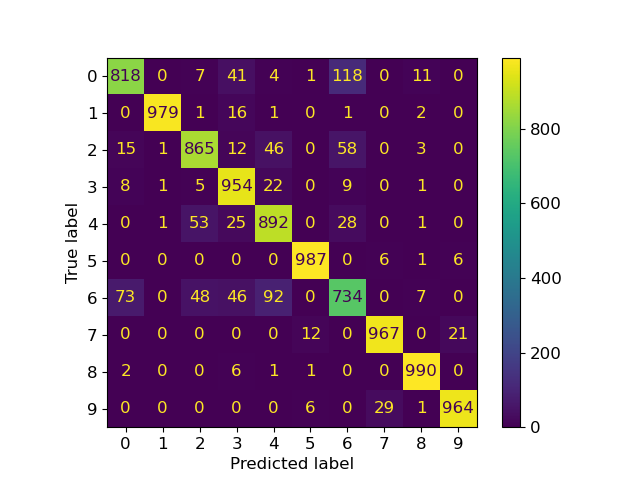 0 818 0 7 41 4 1 118 0 11 0
1 0 979 1 16 1 0 1 0 2 0
2 15 1 865 12 46 0 58 0 3 0
3 8 1 5 954 22 0 9 0 1 0
4 0 1 53 25 892 0 28 0 1 0
5 0 0 0 0 0 987 0 6 1 6
6 73 0 48 46 92 0 734 0 7 0
7 0 0 0 0 0 12 0 967 0 21
8 2 0 0 6 1 1 0 0 990 0
9 0 0 0 0 0 6 0 29 1 964
0 1 2 3 4 5 6 7 8 9
Predicted label
True label
800
600
400
200
0